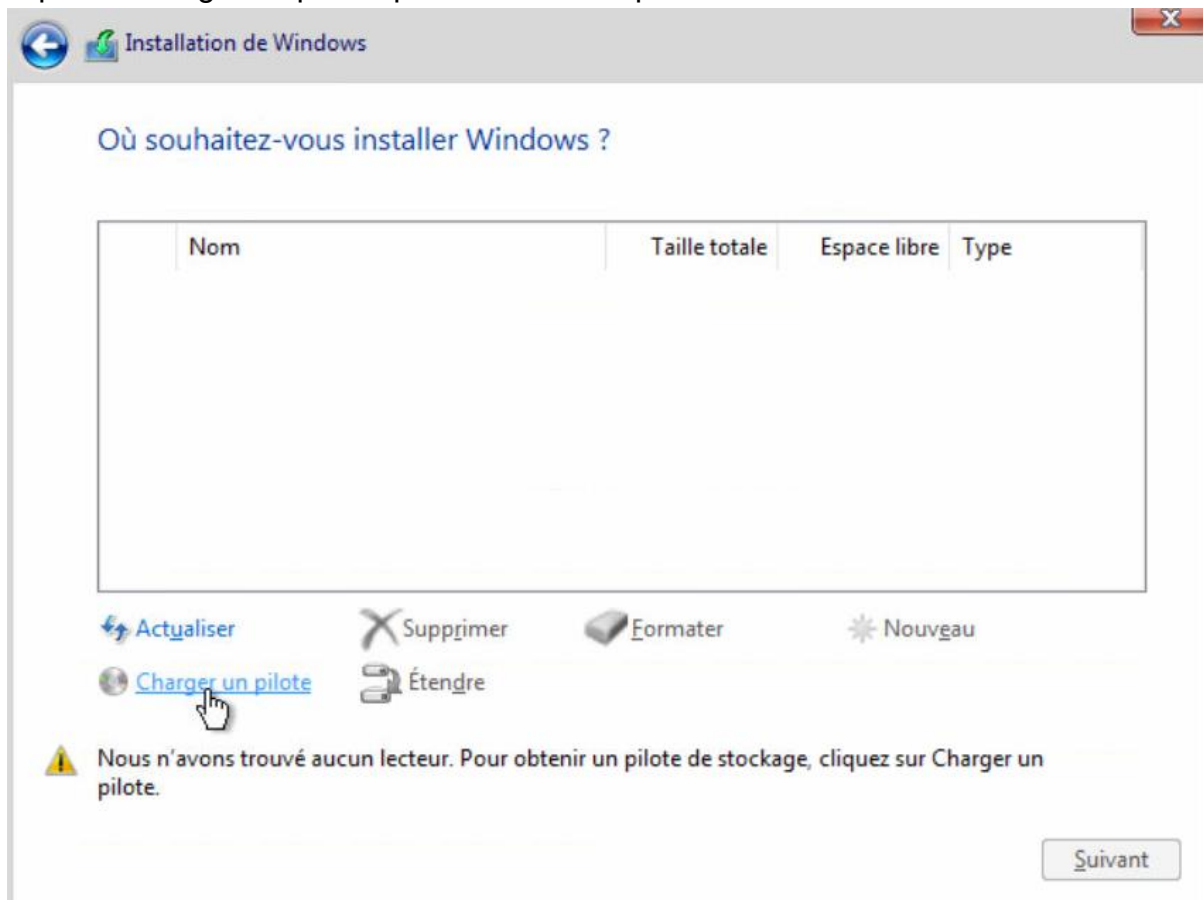 Installation de Windows
Où souhaitez-vous installer Windows ?
Nom Taille totale Espace libre Type
Actualiser Supprimer Formater Nouveau
Charger un pilote Étendre
Nous n'avons trouvé aucun lecteur. Pour obtenir un pilote de stockage, cliquez sur Charger un
pilote.
Suivant